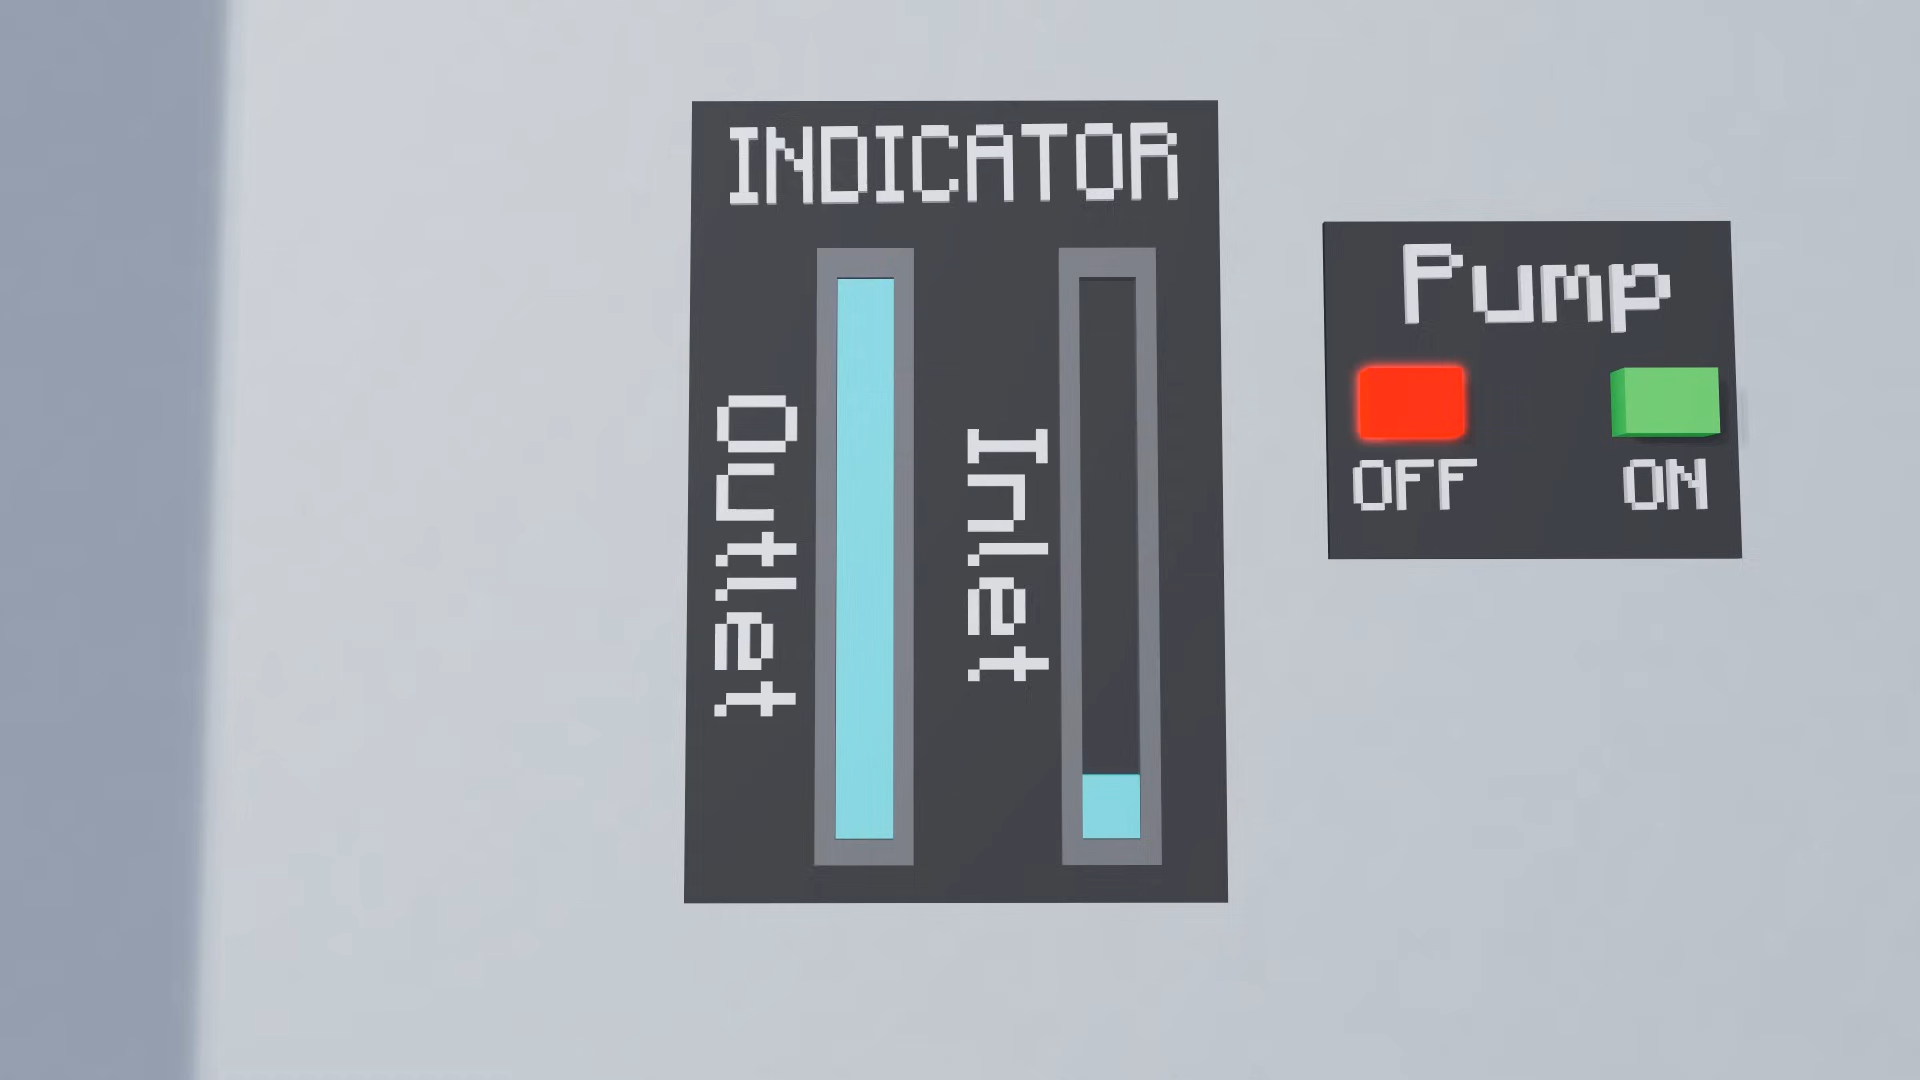 INDICATOR
Outlet
Inlet
Pump
OFF
ON